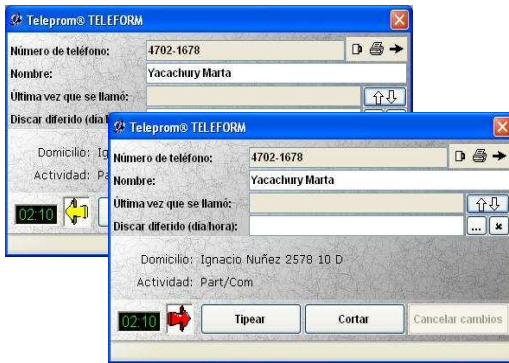 Teleprom® TELEFORM
Número de teléfono: 4702-1678
Nombre: Yacachury Marta
Última vez que se llamó:
Discar diferido (día/
Domicilio: Ig
Actividad: Pa
02:10
Teleprom® TELEFORM
Número de teléfono: 4702-1678
Nombre: Yacachury Marta
Última vez que se llamó:
Discar diferido (día/hora): ...
Domicilio: Ignacio Nuñez 2578 10 D
Actividad: Part/Com
02:10 Tipear Cortar Cancelar cambios